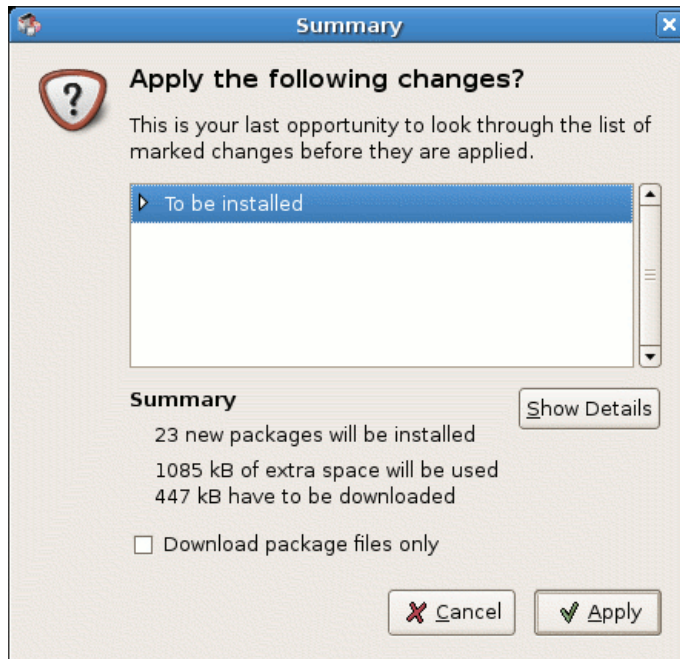 Summary
Apply the following changes?
This is your last opportunity to look through the list of
marked changes before they are applied.
To be installed
Summary
Show Details
23 new packages will be installed
1085 kB of extra space will be used
447 kB have to be downloaded
Download package files only
Cancel
Apply